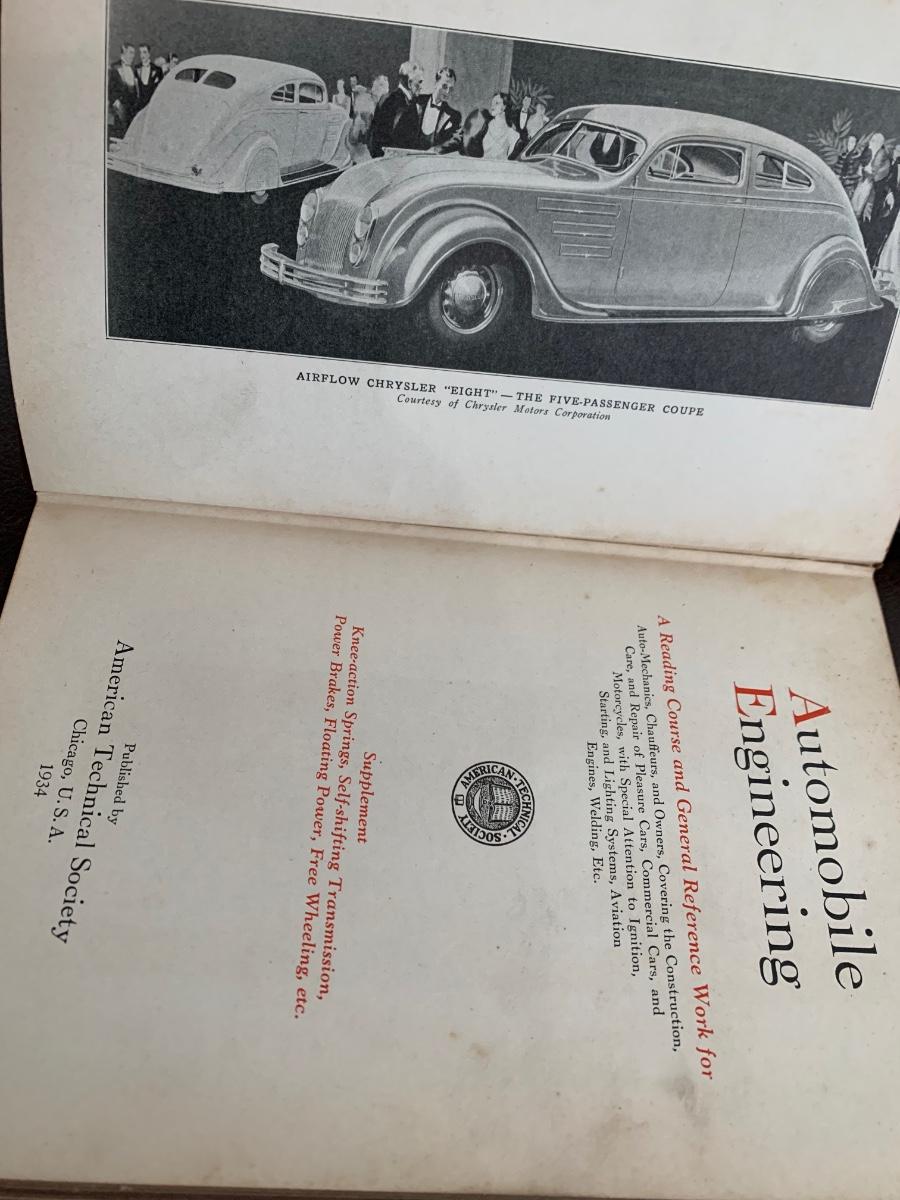 AIRFLOW CHRYSLER "EIGHT" — THE FIVE-PASSENGER COUPE
Courtesy of Chrysler Motors Corporation
Automobile
Engineering
A Reading Course and General Reference Work for
Auto-Mechanics, Chauffeurs, and Owners, Covering the Construction,
Care, and Repair of Pleasure Cars, Commercial Cars, and
Motorcycles, with Special Attention to Ignition,
Starting, and Lighting Systems, Aviation
Engines, Welding, Etc.
AMERICAN·TECHNICAL·SOCIETY
Supplement
Knee-action Springs, Self-shifting Transmission,
Power Brakes, Floating Power, Free Wheeling, etc.
Published by
American Technical Society
Chicago, U. S. A.
1934